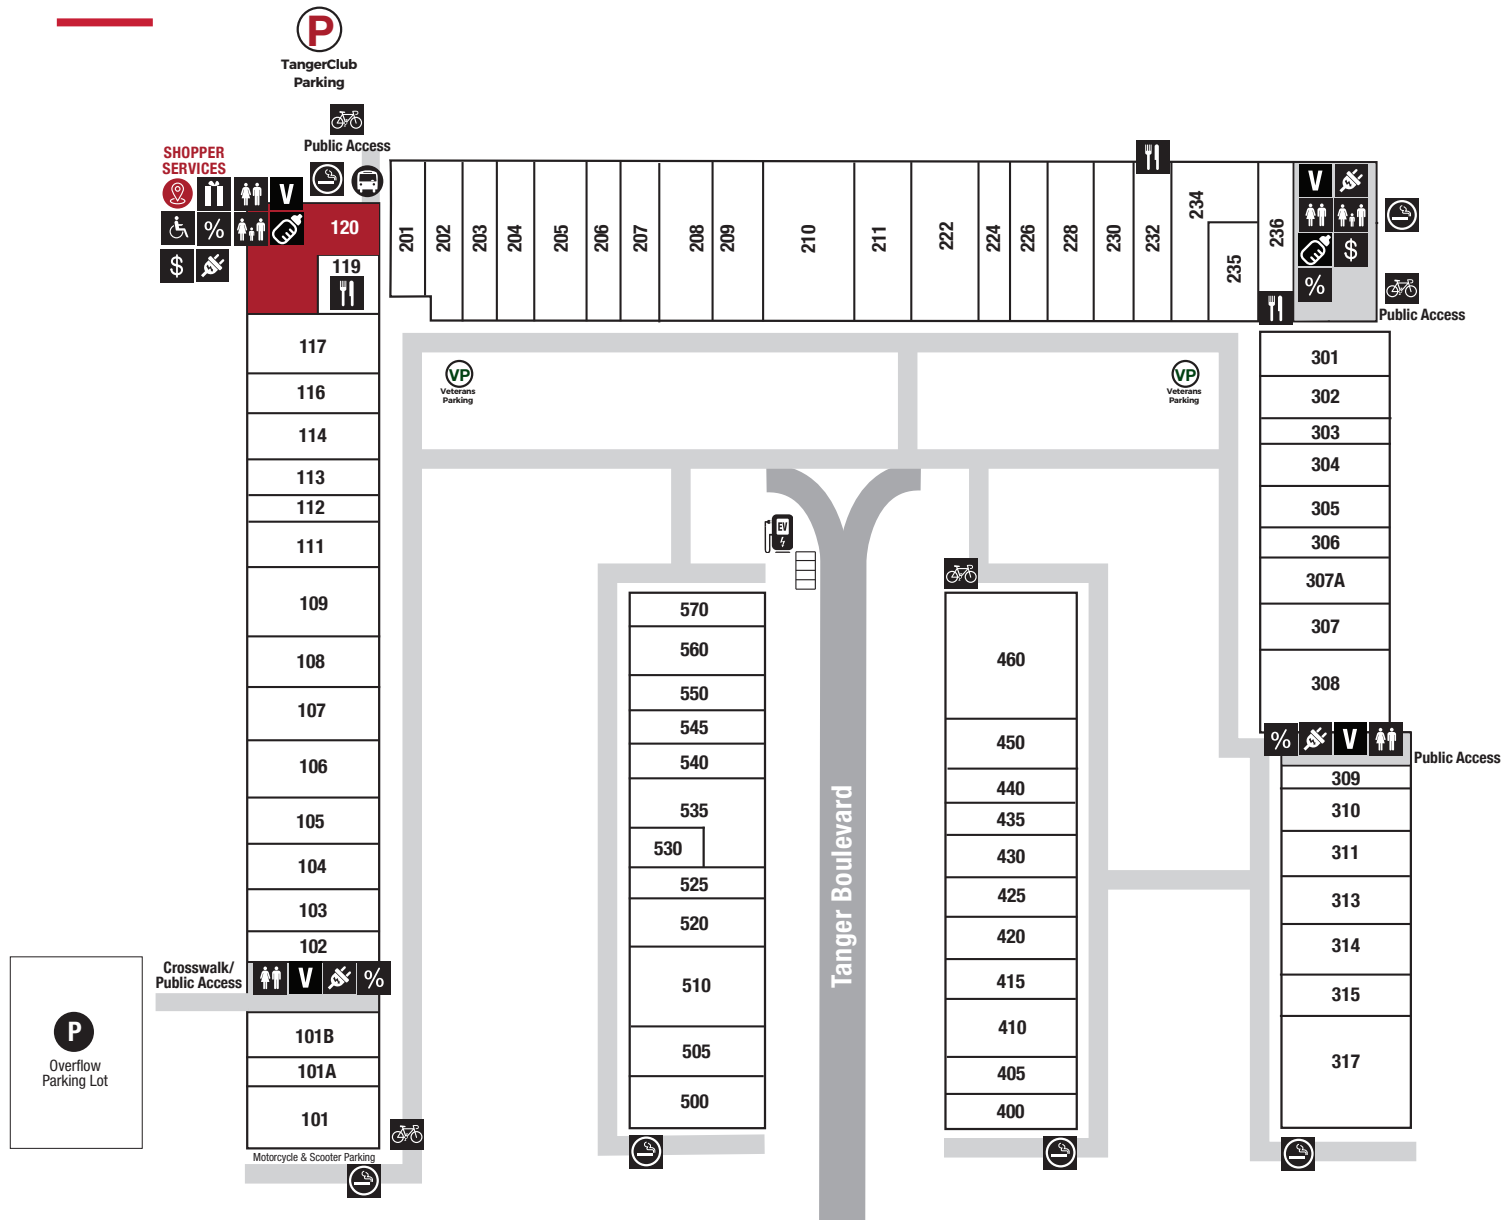 P
TangerClub
Parking
Public Access
SHOPPER
SERVICES
V
%
$
120
119
117
116
114
113
112
111
109
108
107
106
105
104
103
102
Crosswalk/
Public Access
V
%
101B
101A
101
Motorcycle & Scooter Parking
P
Overflow
Parking Lot
201
202
203
204
205
206
207
208
209
210
211
222
224
226
228
230
232
234
235
236
V
$
%
Public Access
VP
Veterans
Parking
VP
Veterans
Parking
EV
570
560
550
545
540
535
530
525
520
510
505
500
Tanger Boulevard
460
450
440
435
430
425
420
415
410
405
400
301
302
303
304
305
306
307A
307
308
%
V
Public Access
309
310
311
313
314
315
317